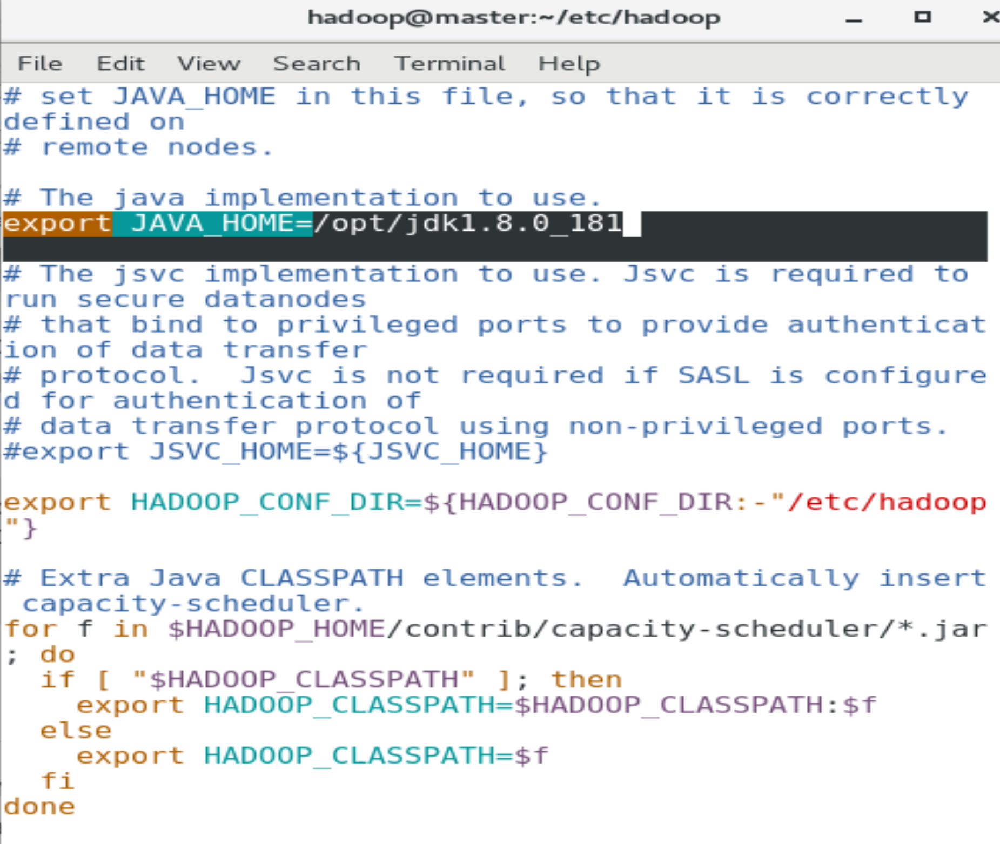 hadoop@master:~/etc/hadoop
File Edit View Search Terminal Help
# set JAVA_HOME in this file, so that it is correctly
defined on
# remote nodes.
# The java implementation to use.
export JAVA_HOME=/opt/jdk1.8.0_181
# The jsvc implementation to use. Jsvc is required to
run secure datanodes
# that bind to privileged ports to provide authenticat
ion of data transfer
# protocol.  Jsvc is not required if SASL is configure
d for authentication of
# data transfer protocol using non-privileged ports.
#export JSVC_HOME=${JSVC_HOME}
export HADOOP_CONF_DIR=${HADOOP_CONF_DIR:-"/etc/hadoop
"}
# Extra Java CLASSPATH elements.  Automatically insert
 capacity-scheduler.
for f in $HADOOP_HOME/contrib/capacity-scheduler/*.jar
; do
  if [ "$HADOOP_CLASSPATH" ]; then
    export HADOOP_CLASSPATH=$HADOOP_CLASSPATH:$f
  else
    export HADOOP_CLASSPATH=$f
  fi
done